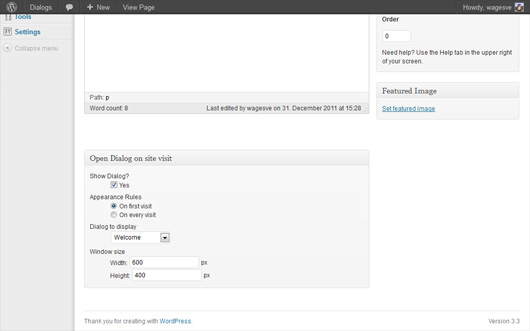 Dialogs + New View Page Howdy, wagesve
Tools
Settings
Collapse menu
Path: p
Word count: 8 Last edited by wagesve on 31. December 2011 at 15:28
Order
0
Need help? Use the Help tab in the upper right
of your screen.
Featured Image
Set featured image
Open Dialog on site visit
Show Dialog?
Yes
Appearance Rules
On first visit
On every visit
Dialog to display
Welcome
Window size
Width: 600 px
Height: 400 px
Thank you for creating with WordPress. Version 3.3